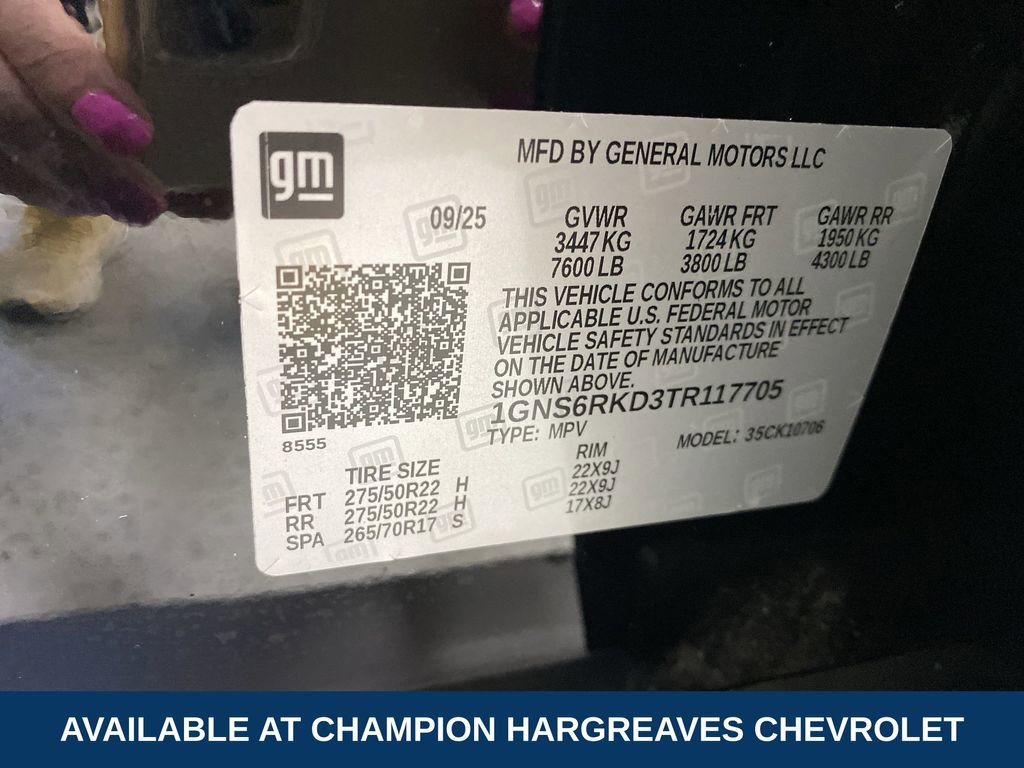 gm
MFD BY GENERAL MOTORS LLC
09/25
GVWR GAWR FRT GAWR RR
3447 KG 1724 KG 1950 KG
7600 LB 3800 LB 4300 LB
THIS VEHICLE CONFORMS TO ALL
APPLICABLE U.S. FEDERAL MOTOR
VEHICLE SAFETY STANDARDS IN EFFECT
ON THE DATE OF MANUFACTURE
SHOWN ABOVE.
1GNS6RKD3TR117705
TYPE: MPV MODEL: 35CK10706
8555
TIRE SIZE RIM
FRT 275/50R22 H 22X9J
RR 275/50R22 H 22X9J
SPA 265/70R17 S 17X8J
AVAILABLE AT CHAMPION HARGREAVES CHEVROLET